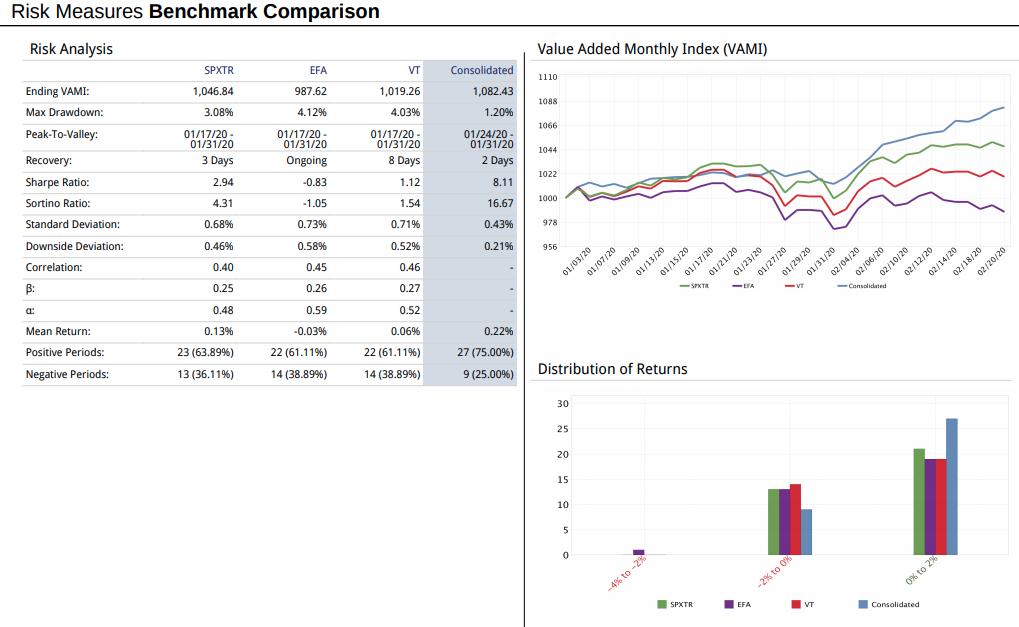 Risk Measures Benchmark Comparison
Risk Analysis
SPXTR EFA VT Consolidated
Ending VAMI: 1,046.84 987.62 1,019.26 1,082.43
Max Drawdown: 3.08% 4.12% 4.03% 1.20%
Peak-To-Valley: 01/17/20 - 01/17/20 - 01/17/20 - 01/24/20 -
01/31/20 01/31/20 01/31/20 01/31/20
Recovery: 3 Days Ongoing 8 Days 2 Days
Sharpe Ratio: 2.94 -0.83 1.12 8.11
Sortino Ratio: 4.31 -1.05 1.54 16.67
Standard Deviation: 0.68% 0.73% 0.71% 0.43%
Downside Deviation: 0.46% 0.58% 0.52% 0.21%
Correlation: 0.40 0.45 0.46 -
β: 0.25 0.26 0.27 -
α: 0.48 0.59 0.52 -
Mean Return: 0.13% -0.03% 0.06% 0.22%
Positive Periods: 23 (63.89%) 22 (61.11%) 22 (61.11%) 27 (75.00%)
Negative Periods: 13 (36.11%) 14 (38.89%) 14 (38.89%) 9 (25.00%)
Value Added Monthly Index (VAMI)
1110
1088
1066
1044
1022
1000
978
956
01/03/20 01/07/20 01/09/20 01/13/20 01/15/20 01/17/20 01/21/20 01/23/20 01/27/20 01/29/20 01/31/20 02/04/20 02/06/20 02/10/20 02/12/20 02/14/20 02/18/20 02/20/20
SPXTR EFA VT Consolidated
Distribution of Returns
30
25
20
15
10
5
0
-4% to -2% -2% to 0% 0% to 2%
SPXTR EFA VT Consolidated